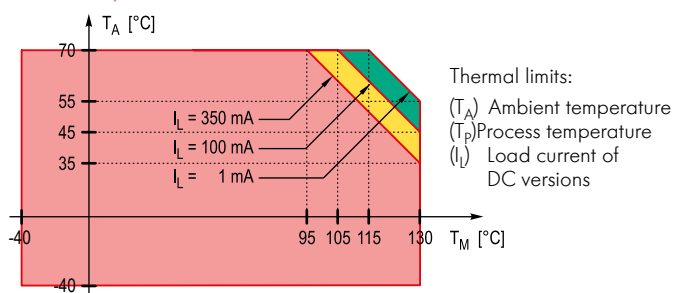 T_A [°C]
70
55
45
35
I_L = 350 mA
I_L = 100 mA
I_L = 1 mA
-40 95 105 115 130 T_M [°C]
-40
Thermal limits:
(T_A) Ambient temperature
(T_P)Process temperature
(I_L) Load current of
DC versions